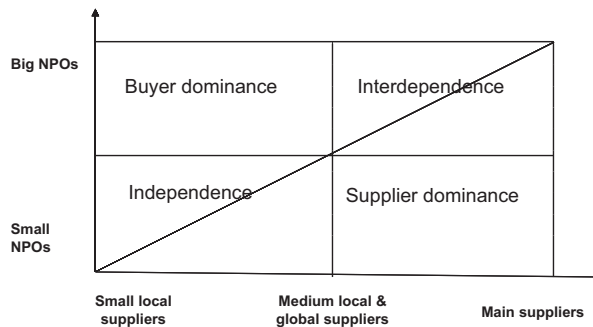 Big NPOs
Buyer dominance
Interdependence
Independence
Supplier dominance
Small
NPOs
Small local
suppliers
Medium local &
global suppliers
Main suppliers